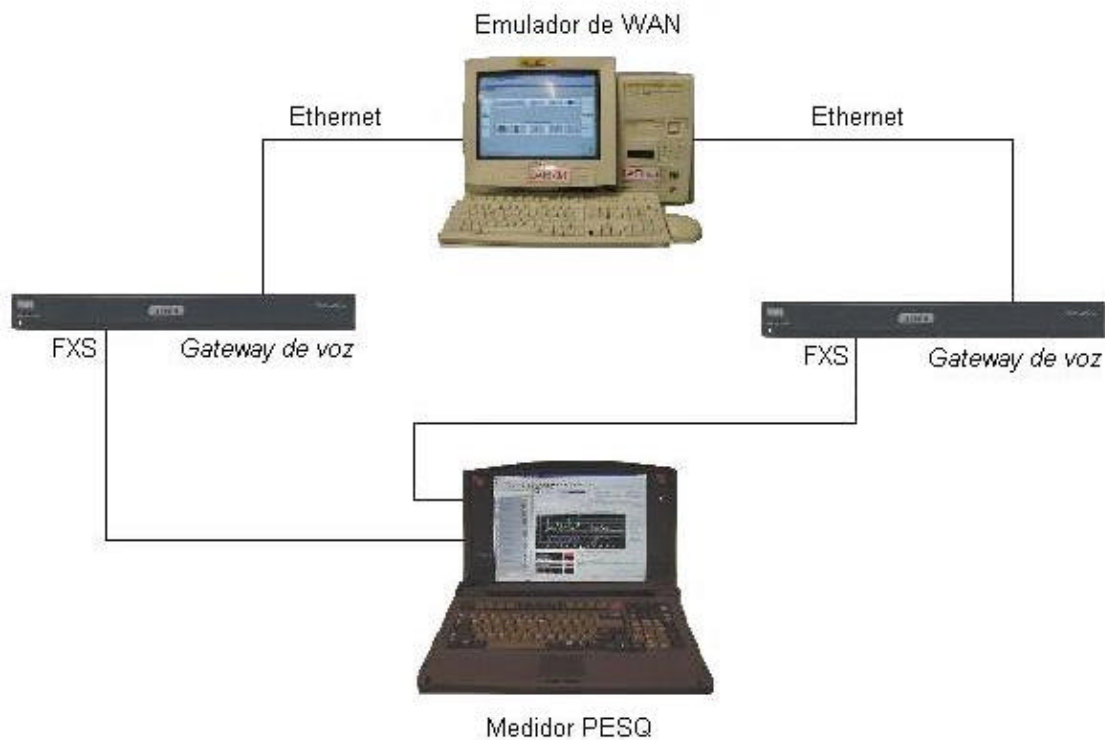 Emulador de WAN
Ethernet
Ethernet
FXS
Gateway de voz
FXS
Gateway de voz
Medidor PESQ